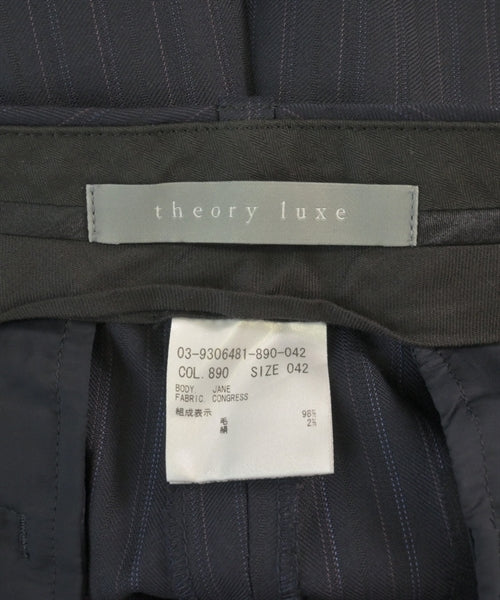 theory luxe
03-9306481-890-042
COL. 890 SIZE 042
BODY JANE
FABRIC CONGRESS
組成表示
毛 98%
絹 2%